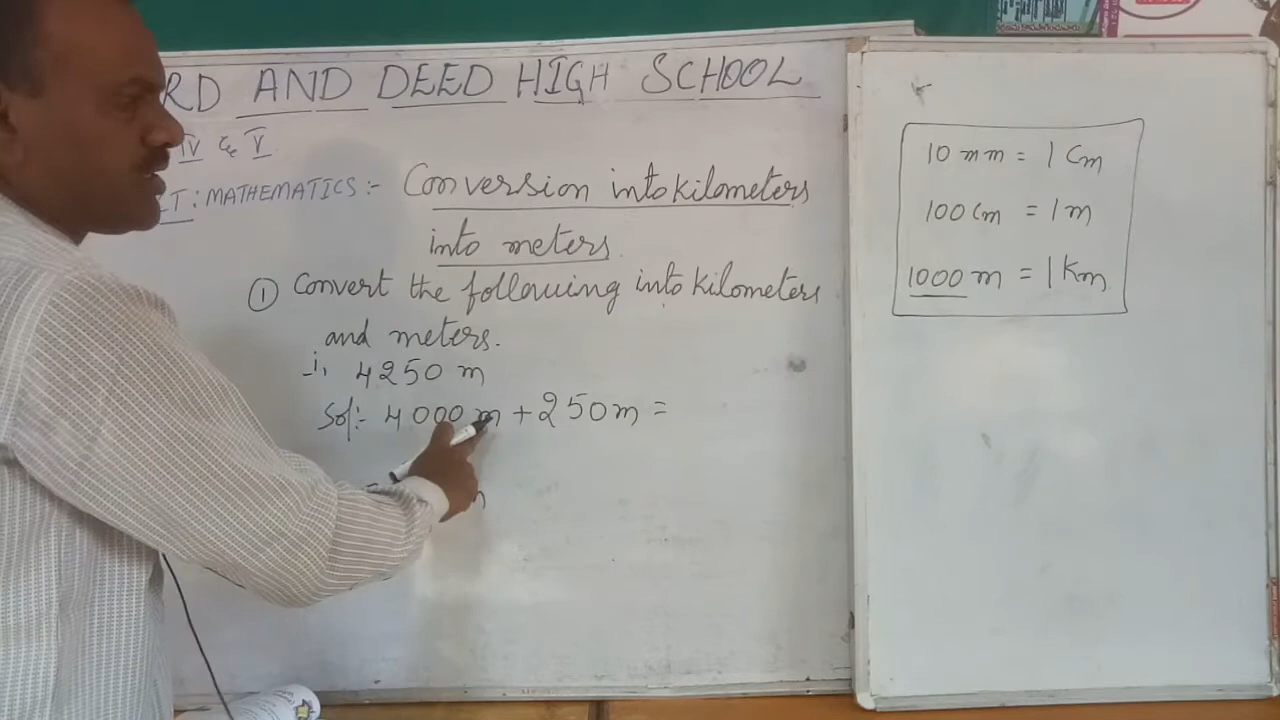 RD AND DEED HIGH SCHOOL
IV & V
CT: MATHEMATICS:- Conversion into kilometers
into meters.
① Convert the following into kilometers
and meters.
i, 4250 m
Sol:- 4000 m + 250 m =
10 mm = 1 Cm
100 Cm = 1 m
1000 m = 1 Km